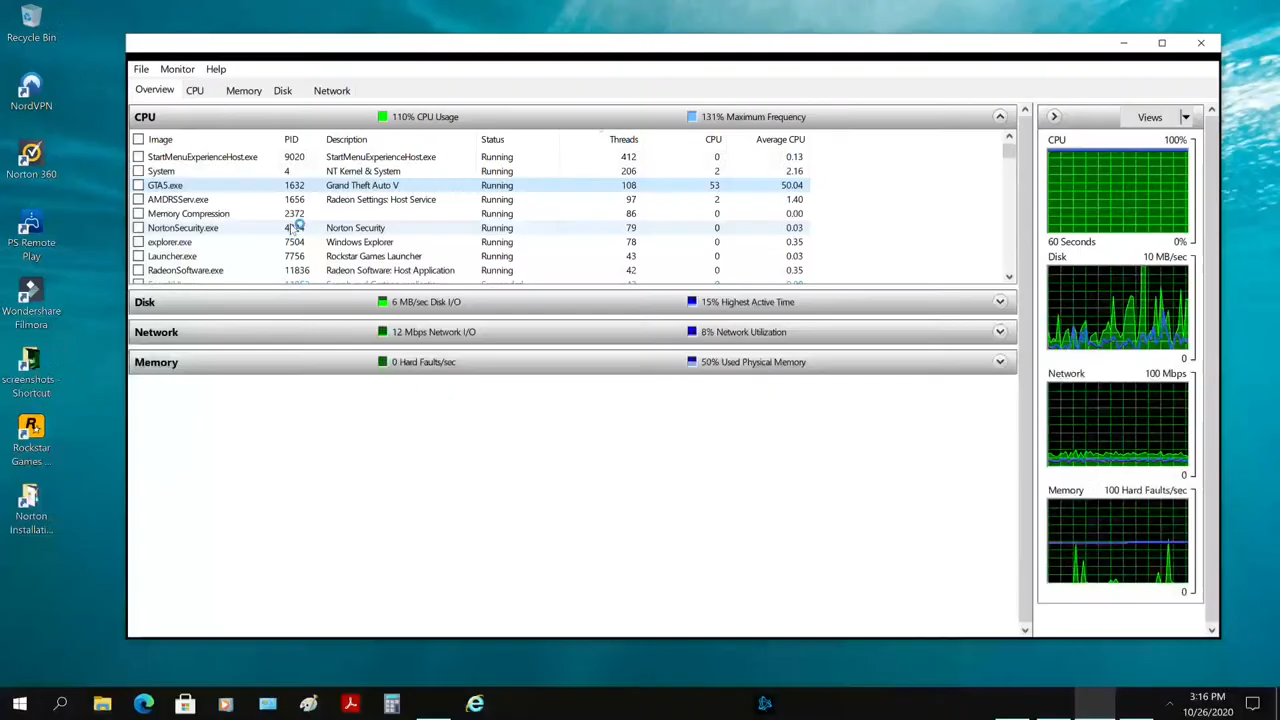 Recycle Bin
NordVPN
Norton 360
PS Remote
Play
Wondershare
Filmora
screenshots -
Shortcut
Rockstar
Games ...
Norton
Installati...
File Monitor Help
Overview CPU Memory Disk Network
CPU 110% CPU Usage 131% Maximum Frequency
Image PID Description Status Threads CPU Average CPU
StartMenuExperienceHost.exe 9020 StartMenuExperienceHost.exe Running 412 0 0.13
System 4 NT Kernel & System Running 206 2 2.16
GTA5.exe 1632 Grand Theft Auto V Running 108 53 50.04
AMDRSServ.exe 1656 Radeon Settings: Host Service Running 97 2 1.40
Memory Compression 2372 Running 86 0 0.00
NortonSecurity.exe Norton Security Running 79 0 0.03
explorer.exe 7504 Windows Explorer Running 78 0 0.35
Launcher.exe 7756 Rockstar Games Launcher Running 43 0 0.03
RadeonSoftware.exe 11836 Radeon Software: Host Application Running 42 0 0.35
Disk 6 MB/sec Disk I/O 15% Highest Active Time
Network 12 Mbps Network I/O 8% Network Utilization
Memory 0 Hard Faults/sec 50% Used Physical Memory
Views
CPU 100%
60 Seconds 0%
Disk 10 MB/sec
0
Network 100 Mbps
0
Memory 100 Hard Faults/sec
0
3:16 PM
10/26/2020